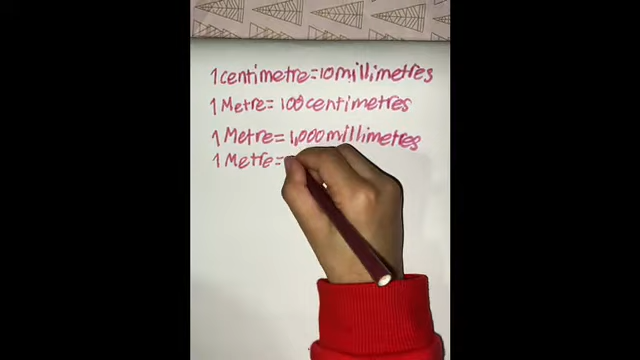 1 centimetre=10 millimetres
1 Metre= 100 centimetres
1 Metre= 1,000 millimetres
1 Metre=